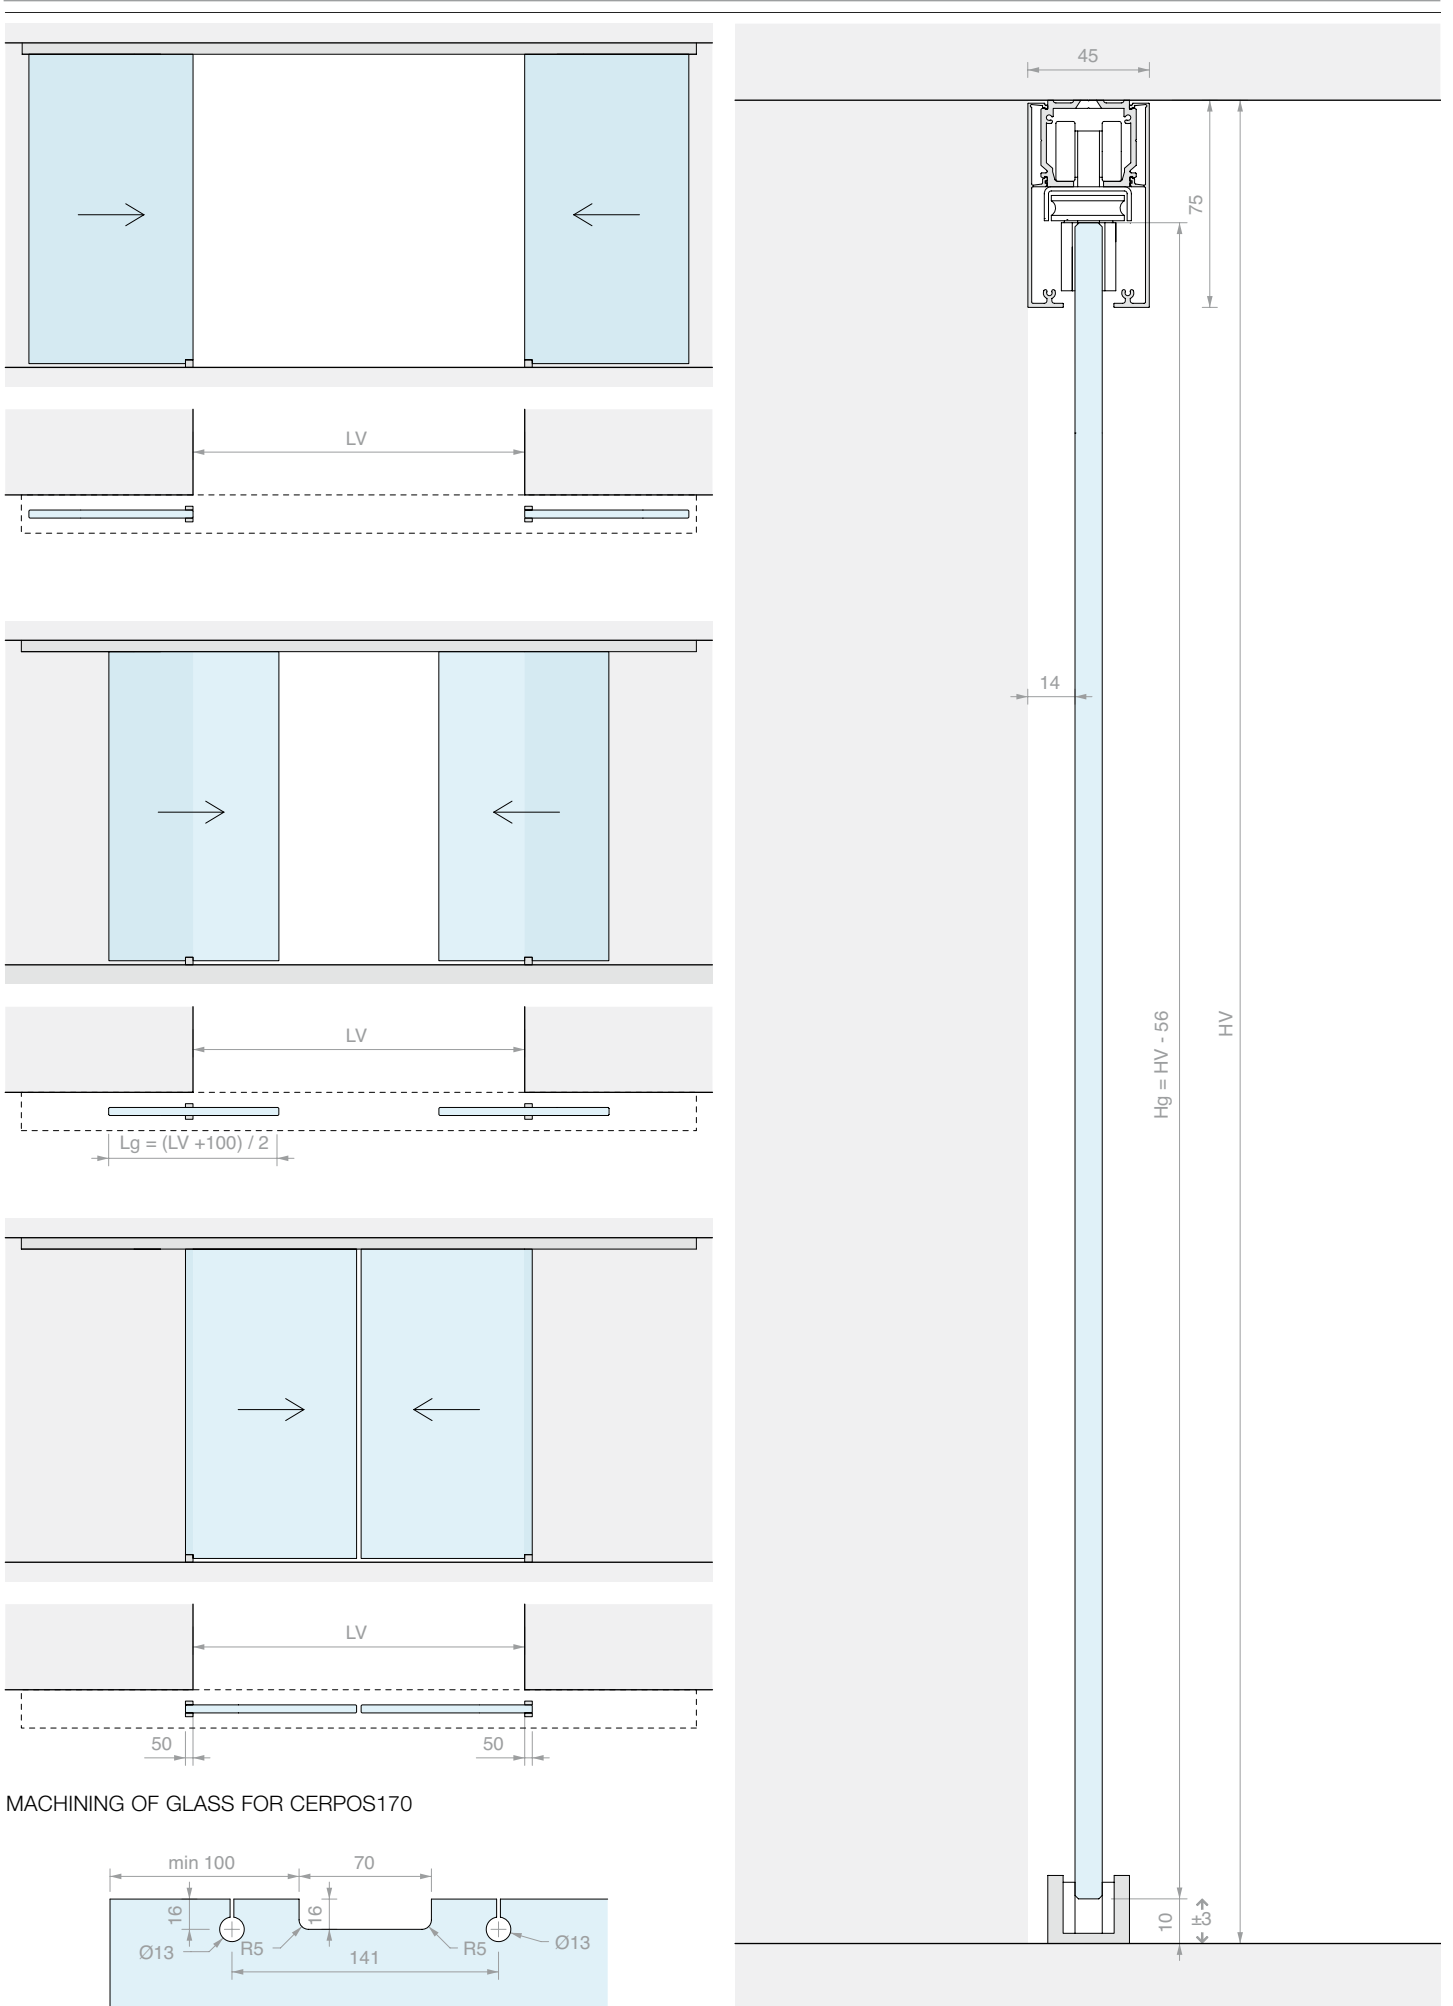 LV
LV
Lg = (LV +100) / 2
LV
50
50
MACHINING OF GLASS FOR CERPOS170
min 100
70
16
16
Ø13
R5
R5
Ø13
141
45
75
14
Hg = HV - 56
HV
10
±3